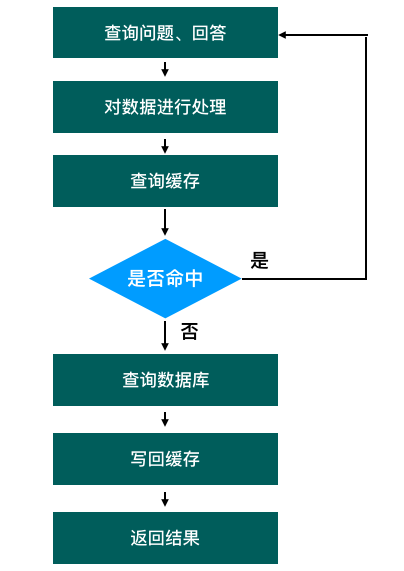 查询问题、回答
对数据进行处理
查询缓存
是否命中
是
否
查询数据库
写回缓存
返回结果